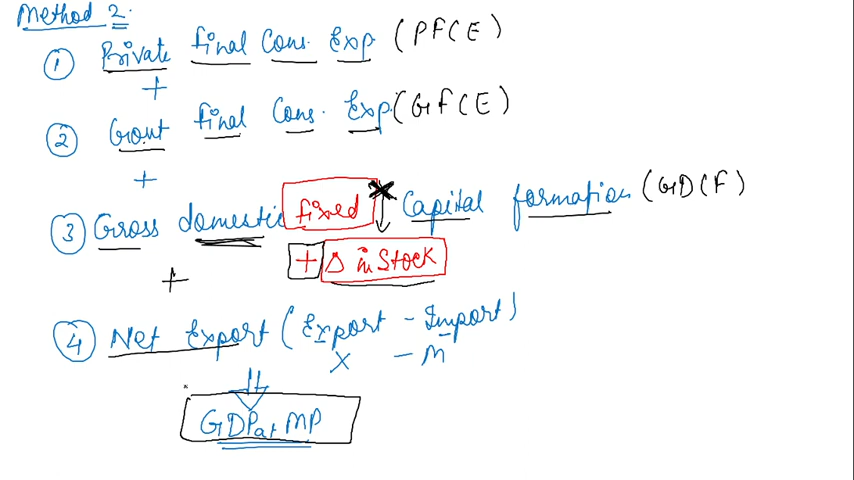 Method 2.
① Private final Cons. Exp (PFCE)
+
② Govt final Cons. Exp. (GFCE)
+
③ Gross domestic fixed Capital formation (GDCF)
+ Δ in Stock
+
④ Net Export (Export - Import)
X - M
GDP at MP